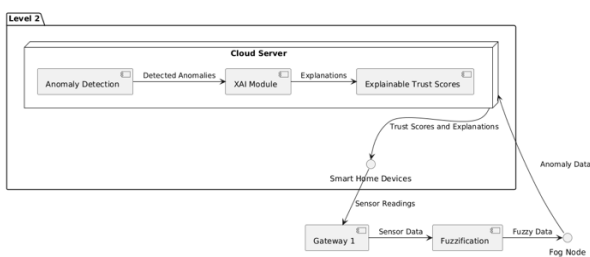 Level 2
Cloud Server
Anomaly Detection
Detected Anomalies
XAI Module
Explanations
Explainable Trust Scores
Trust Scores and Explanations
Anomaly Data
Smart Home Devices
Sensor Readings
Gateway 1
Sensor Data
Fuzzification
Fuzzy Data
Fog Node